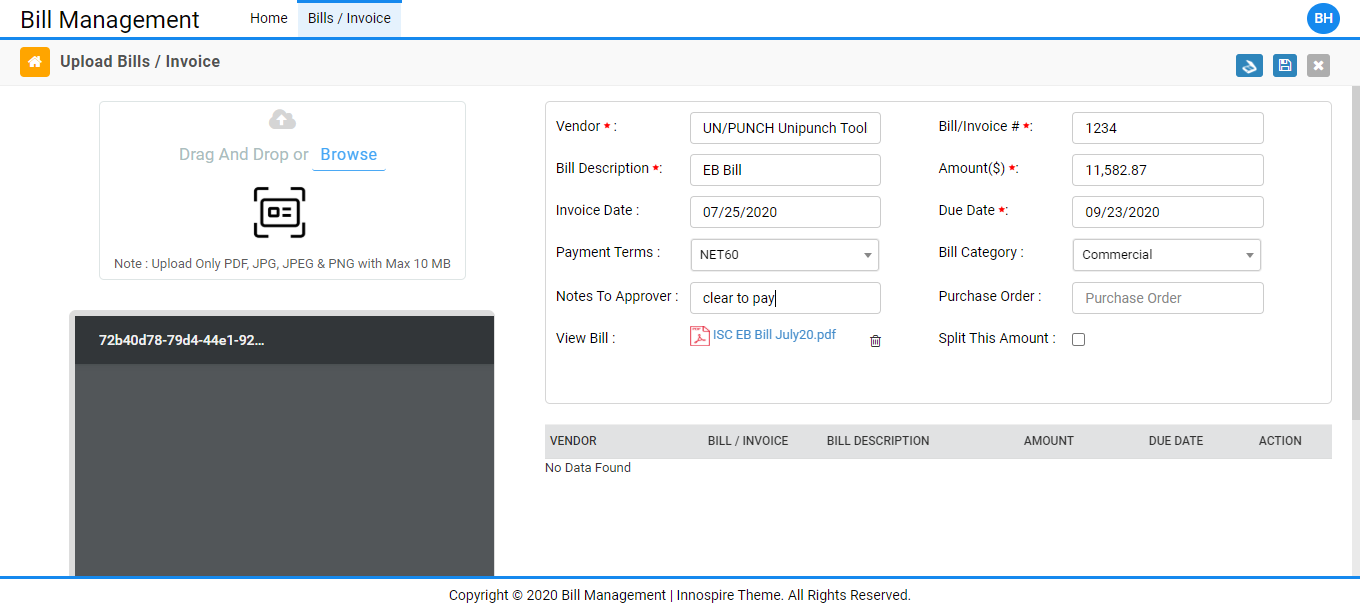 Bill Management Home Bills / Invoice BH
Upload Bills / Invoice
Drag And Drop or Browse
Note : Upload Only PDF, JPG, JPEG & PNG with Max 10 MB
72b40d78-79d4-44e1-92...
Vendor * : UN/PUNCH Unipunch Tool Bill/Invoice # *: 1234
Bill Description *: EB Bill Amount($) *: 11,582.87
Invoice Date : 07/25/2020 Due Date *: 09/23/2020
Payment Terms : NET60 Bill Category : Commercial
Notes To Approver : clear to pay Purchase Order : Purchase Order
View Bill : ISC EB Bill July20.pdf Split This Amount :
VENDOR BILL / INVOICE BILL DESCRIPTION AMOUNT DUE DATE ACTION
No Data Found
Copyright © 2020 Bill Management | Innospire Theme. All Rights Reserved.